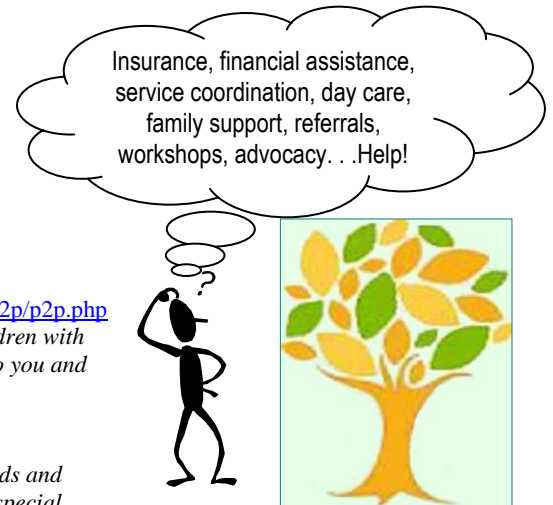 Insurance, financial assistance,
service coordination, day care,
family support, referrals,
workshops, advocacy. . .Help!
?
2p/p2p.php
dren with
o you and
ds and
special